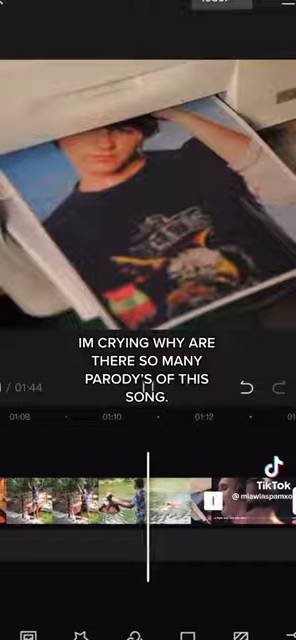 IM CRYING WHY ARE
THERE SO MANY
PARODY'S OF THIS
SONG.
/ 01:44
01:08
01:10
01:12
TikTok
@miawiaspamxo